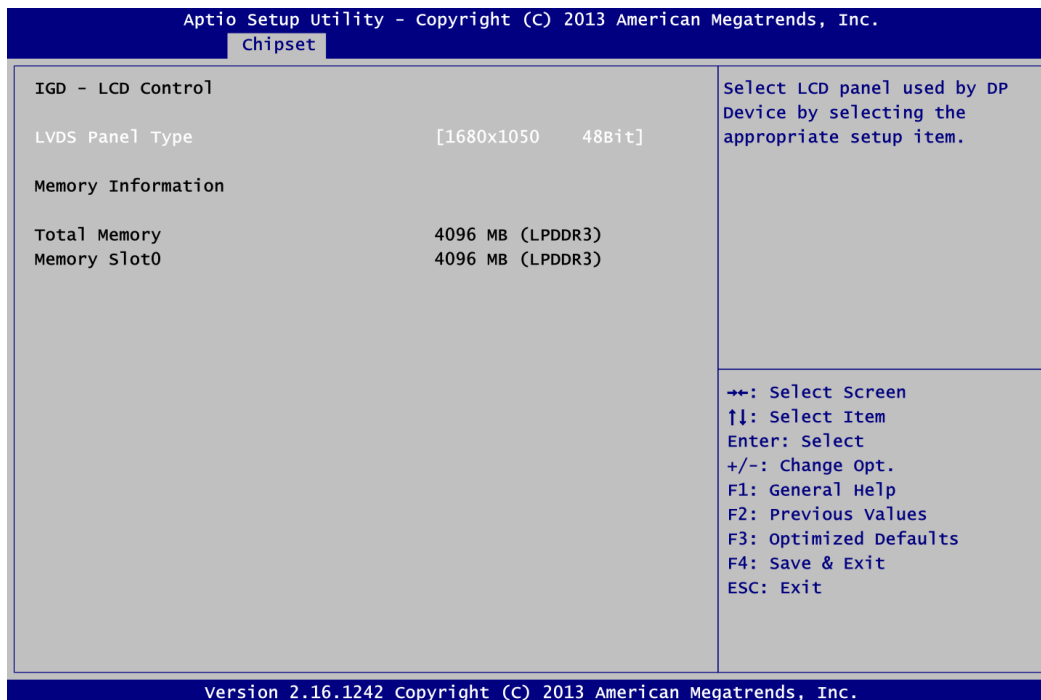 Aptio Setup Utility - Copyright (C) 2013 American Megatrends, Inc.
Chipset
IGD - LCD Control
LVDS Panel Type [1680x1050 48Bit]
Memory Information
Total Memory 4096 MB (LPDDR3)
Memory Slot0 4096 MB (LPDDR3)
Select LCD panel used by DP
Device by selecting the
appropriate setup item.
→←: Select Screen
↑↓: Select Item
Enter: Select
+/-: Change Opt.
F1: General Help
F2: Previous Values
F3: Optimized Defaults
F4: Save & Exit
ESC: Exit
Version 2.16.1242 Copyright (C) 2013 American Megatrends, Inc.